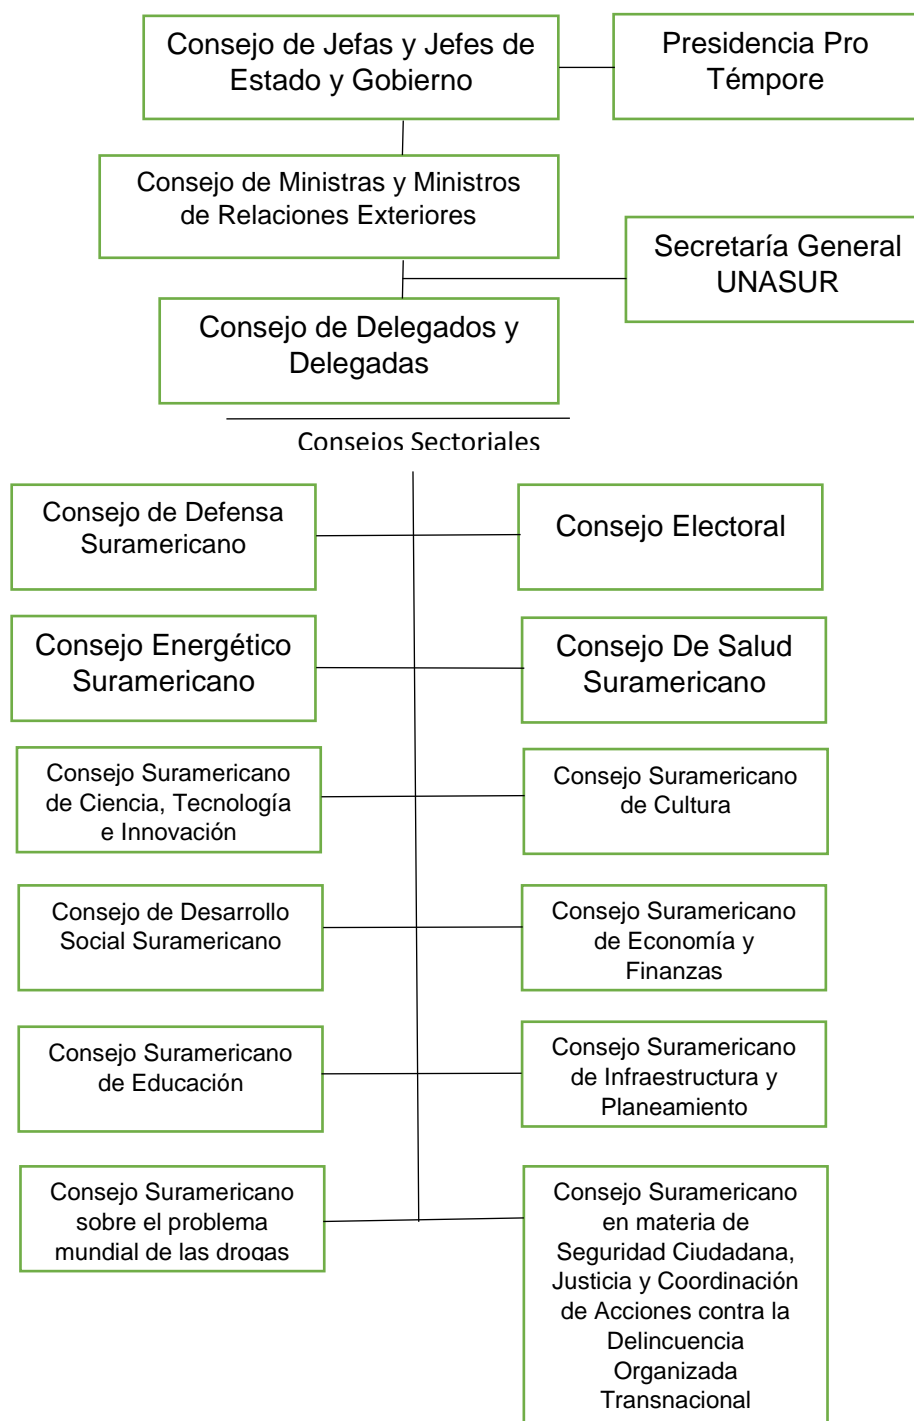 Consejo de Jefas y Jefes de
Estado y Gobierno
Presidencia Pro
Témpore
Consejo de Ministras y Ministros
de Relaciones Exteriores
Secretaría General
UNASUR
Consejo de Delegados y
Delegadas
Consejos Sectoriales
Consejo de Defensa
Suramericano
Consejo Electoral
Consejo Energético
Suramericano
Consejo De Salud
Suramericano
Consejo Suramericano
de Ciencia, Tecnología
e Innovación
Consejo Suramericano
de Cultura
Consejo de Desarrollo
Social Suramericano
Consejo Suramericano
de Economía y
Finanzas
Consejo Suramericano
de Educación
Consejo Suramericano
de Infraestructura y
Planeamiento
Consejo Suramericano
sobre el problema
mundial de las drogas
Consejo Suramericano
en materia de
Seguridad Ciudadana,
Justicia y Coordinación
de Acciones contra la
Delincuencia
Organizada
Transnacional